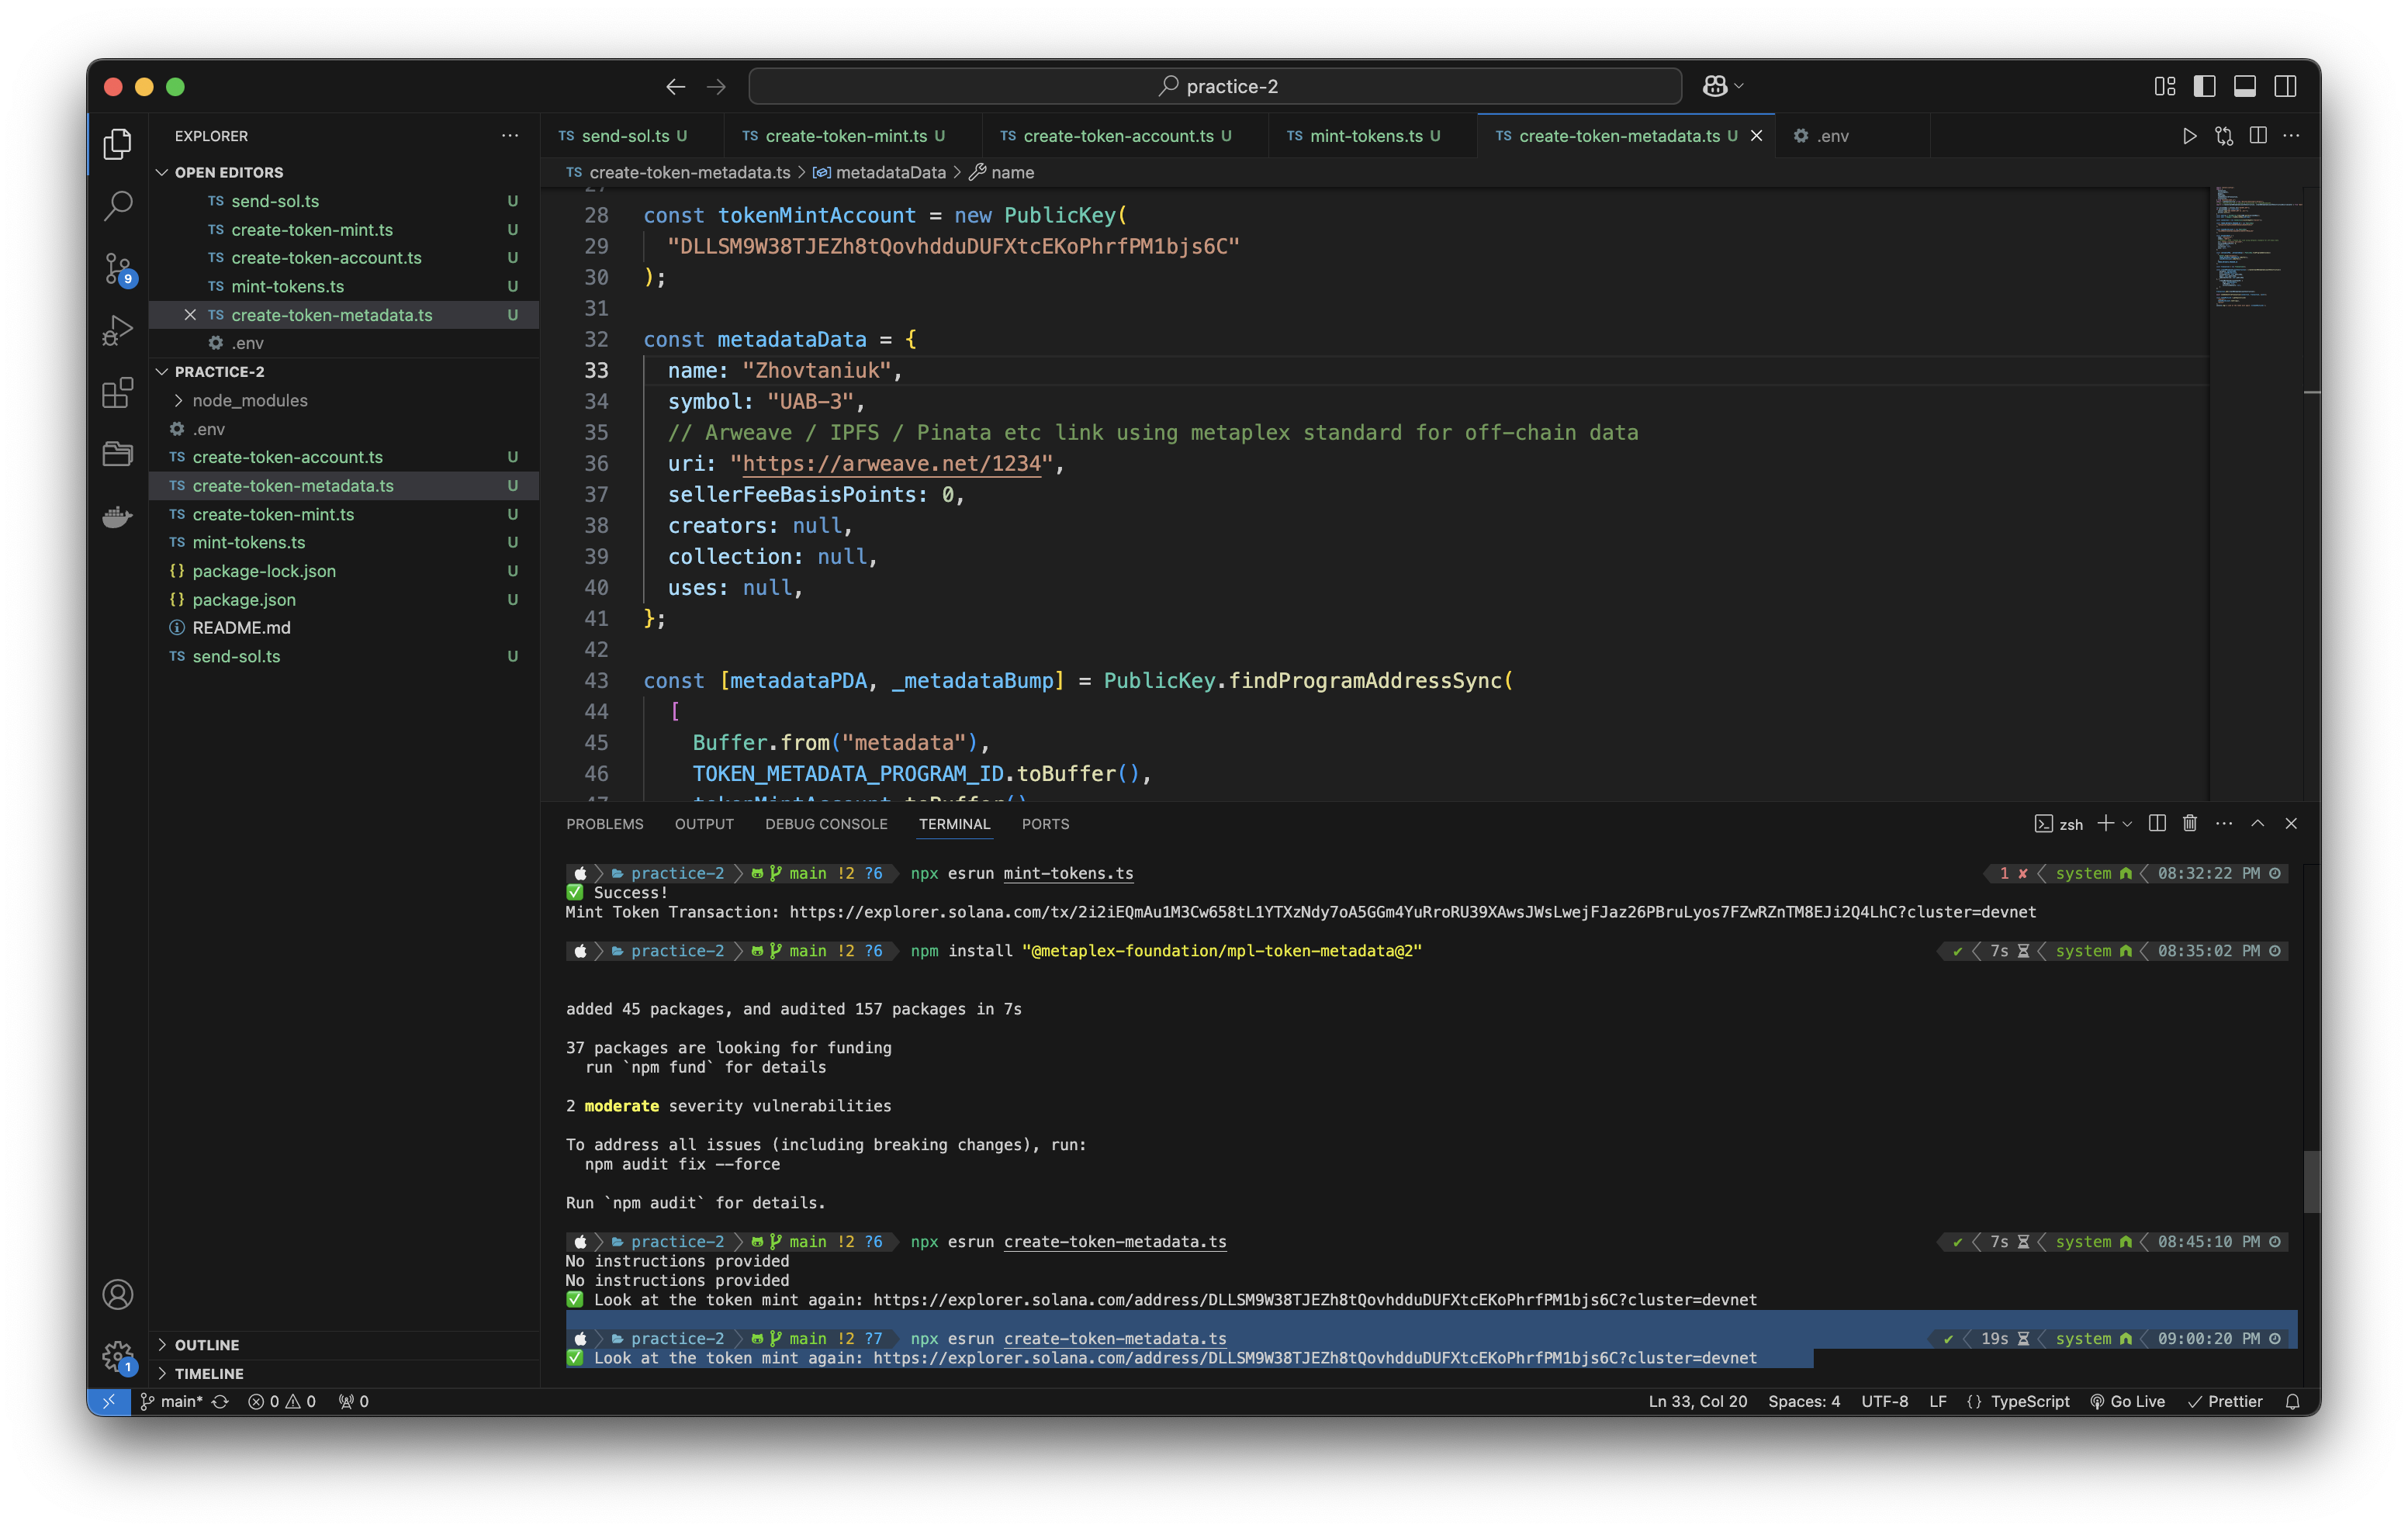 practice-2
EXPLORER
OPEN EDITORS
TS send-sol.ts U
TS create-token-mint.ts U
TS create-token-account.ts U
TS mint-tokens.ts U
TS create-token-metadata.ts U
.env
PRACTICE-2
node_modules
.env
TS create-token-account.ts U
TS create-token-metadata.ts U
TS create-token-mint.ts U
TS mint-tokens.ts U
{} package-lock.json U
{} package.json U
README.md
TS send-sol.ts U
OUTLINE
TIMELINE
9
1
TS send-sol.ts U TS create-token-mint.ts U TS create-token-account.ts U TS mint-tokens.ts U TS create-token-metadata.ts U .env
TS create-token-metadata.ts > metadataData > name
27
28 const tokenMintAccount = new PublicKey(
29 "DLLSM9W38TJEZh8tQovhdduDUFXtcEKoPhrfPM1bjs6C"
30 );
31
32 const metadataData = {
33 name: "Zhovtaniuk",
34 symbol: "UAB-3",
35 // Arweave / IPFS / Pinata etc link using metaplex standard for off-chain data
36 uri: "https://arweave.net/1234",
37 sellerFeeBasisPoints: 0,
38 creators: null,
39 collection: null,
40 uses: null,
41 };
42
43 const [metadataPDA, _metadataBump] = PublicKey.findProgramAddressSync(
44 [
45 Buffer.from("metadata"),
46 TOKEN_METADATA_PROGRAM_ID.toBuffer(),
47 tokenMintAccount.toBuffer()
PROBLEMS OUTPUT DEBUG CONSOLE TERMINAL PORTS zsh
practice-2 main !2 ?6 npx esrun mint-tokens.ts 1 ✘ system 08:32:22 PM
✅ Success!
Mint Token Transaction: https://explorer.solana.com/tx/2i2iEQmAu1M3Cw658tL1YTXzNdy7oA5GGm4YuRroRU39XAwsJWsLwejFJaz26PBruLyos7FZwRZnTM8EJi2Q4LhC?cluster=devnet
practice-2 main !2 ?6 npm install "@metaplex-foundation/mpl-token-metadata@2" ✔ 7s system 08:35:02 PM
added 45 packages, and audited 157 packages in 7s
37 packages are looking for funding
run `npm fund` for details
2 moderate severity vulnerabilities
To address all issues (including breaking changes), run:
npm audit fix --force
Run `npm audit` for details.
practice-2 main !2 ?6 npx esrun create-token-metadata.ts ✔ 7s system 08:45:10 PM
No instructions provided
No instructions provided
✅ Look at the token mint again: https://explorer.solana.com/address/DLLSM9W38TJEZh8tQovhdduDUFXtcEKoPhrfPM1bjs6C?cluster=devnet
practice-2 main !2 ?7 npx esrun create-token-metadata.ts ✔ 19s system 09:00:20 PM
✅ Look at the token mint again: https://explorer.solana.com/address/DLLSM9W38TJEZh8tQovhdduDUFXtcEKoPhrfPM1bjs6C?cluster=devnet
main* 0 0 0 Ln 33, Col 20 Spaces: 4 UTF-8 LF {} TypeScript Go Live Prettier